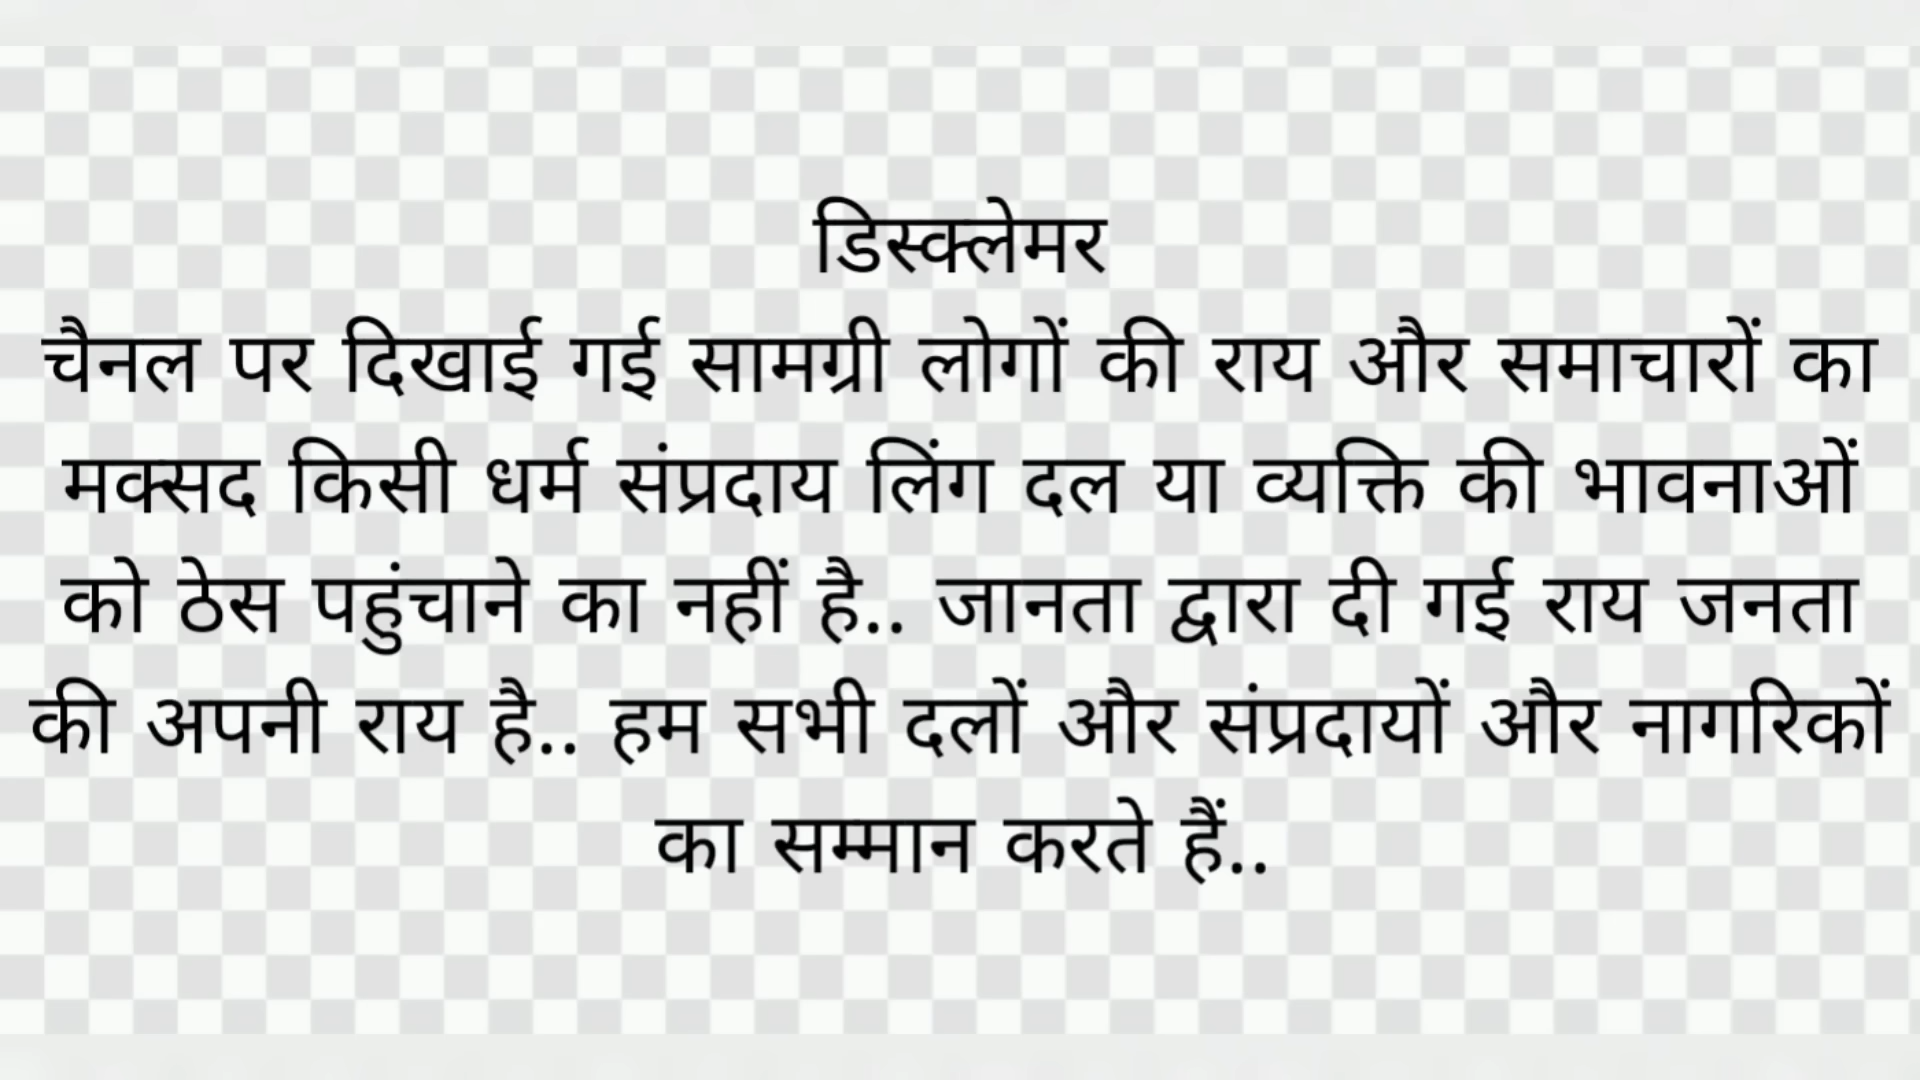 डिस्क्लेमर
चैनल पर दिखाई गई सामग्री लोगों की राय और समाचारों का
मक्सद किसी धर्म संप्रदाय लिंग दल या व्यक्ति की भावनाओं
को ठेस पहुंचाने का नहीं है.. जानता द्वारा दी गई राय जनता
की अपनी राय है.. हम सभी दलों और संप्रदायों और नागरिकों
का सम्मान करते हैं..